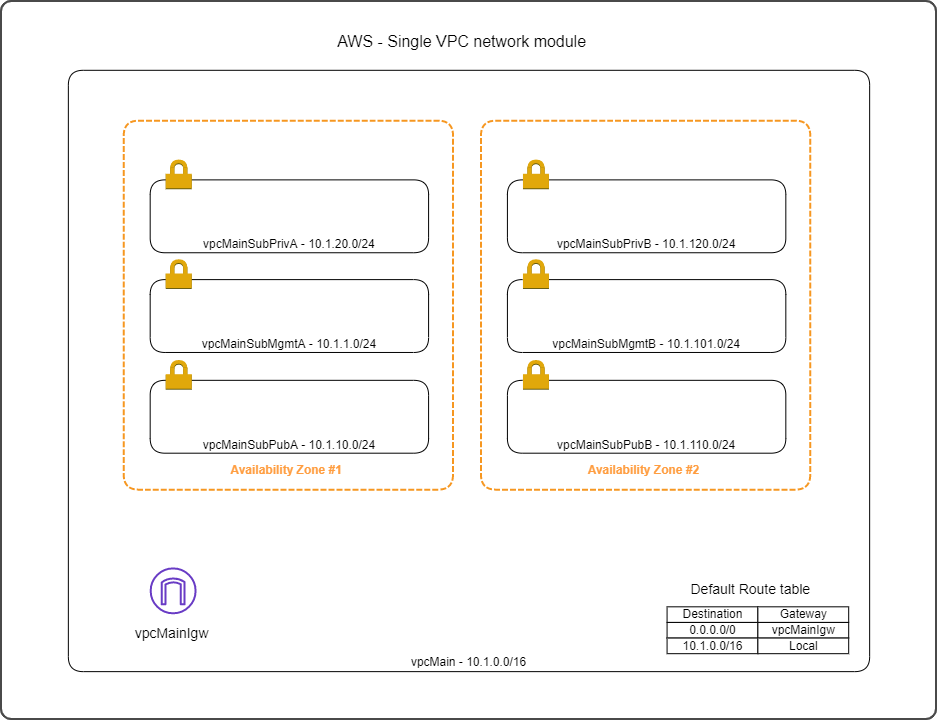 AWS - Single VPC network module
vpcMainSubPrivA - 10.1.20.0/24
vpcMainSubMgmtA - 10.1.1.0/24
vpcMainSubPubA - 10.1.10.0/24
Availability Zone #1
vpcMainSubPrivB - 10.1.120.0/24
vpcMainSubMgmtB - 10.1.101.0/24
vpcMainSubPubB - 10.1.110.0/24
Availability Zone #2
vpcMainIgw
Default Route table
Destination Gateway
0.0.0.0/0 vpcMainIgw
10.1.0.0/16 Local
vpcMain - 10.1.0.0/16